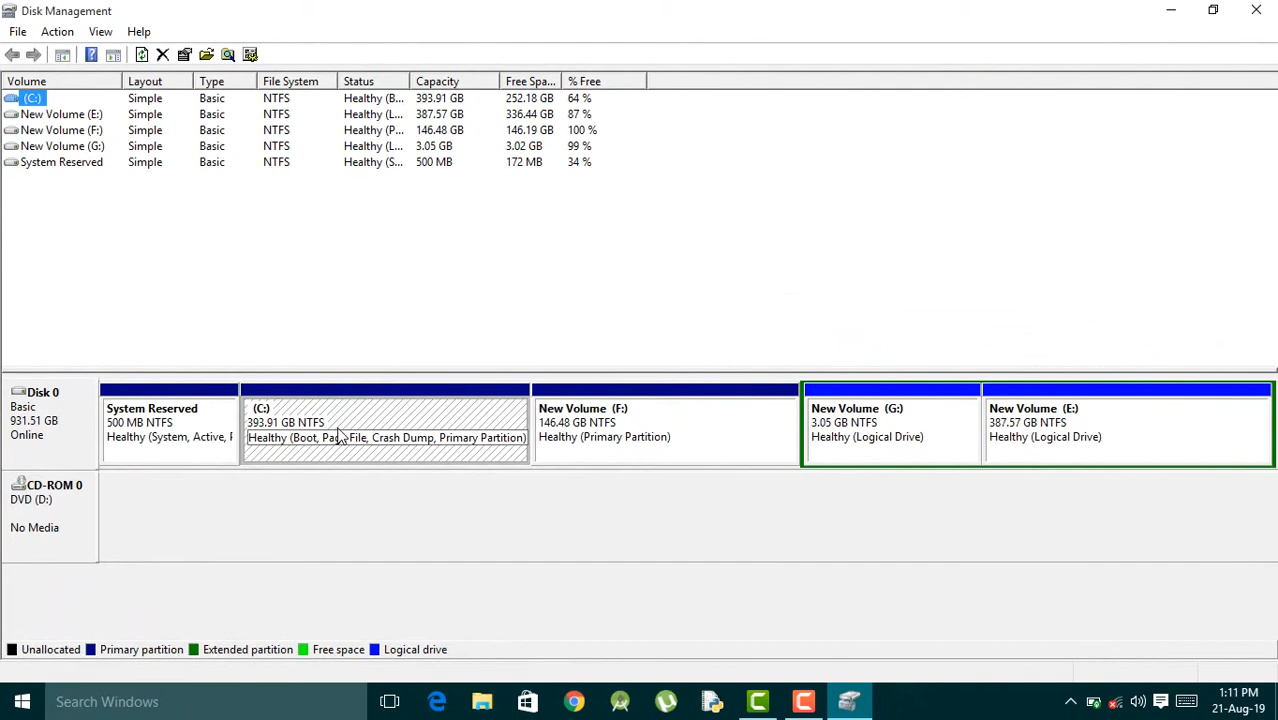 Disk Management
File Action View Help
Volume Layout Type File System Status Capacity Free Spa... % Free
(C:) Simple Basic NTFS Healthy (B... 393.91 GB 252.18 GB 64 %
New Volume (E:) Simple Basic NTFS Healthy (L... 387.57 GB 336.44 GB 87 %
New Volume (F:) Simple Basic NTFS Healthy (P... 146.48 GB 146.19 GB 100 %
New Volume (G:) Simple Basic NTFS Healthy (L... 3.05 GB 3.02 GB 99 %
System Reserved Simple Basic NTFS Healthy (S... 500 MB 172 MB 34 %
Disk 0
Basic
931.51 GB
Online
System Reserved
500 MB NTFS
Healthy (System, Active,
(C:)
393.91 GB NTFS
Healthy (Boot, Page File, Crash Dump, Primary Partition)
New Volume (F:)
146.48 GB NTFS
Healthy (Primary Partition)
New Volume (G:)
3.05 GB NTFS
Healthy (Logical Drive)
New Volume (E:)
387.57 GB NTFS
Healthy (Logical Drive)
CD-ROM 0
DVD (D:)
No Media
Unallocated Primary partition Extended partition Free space Logical drive
Search Windows
1:11 PM
21-Aug-19